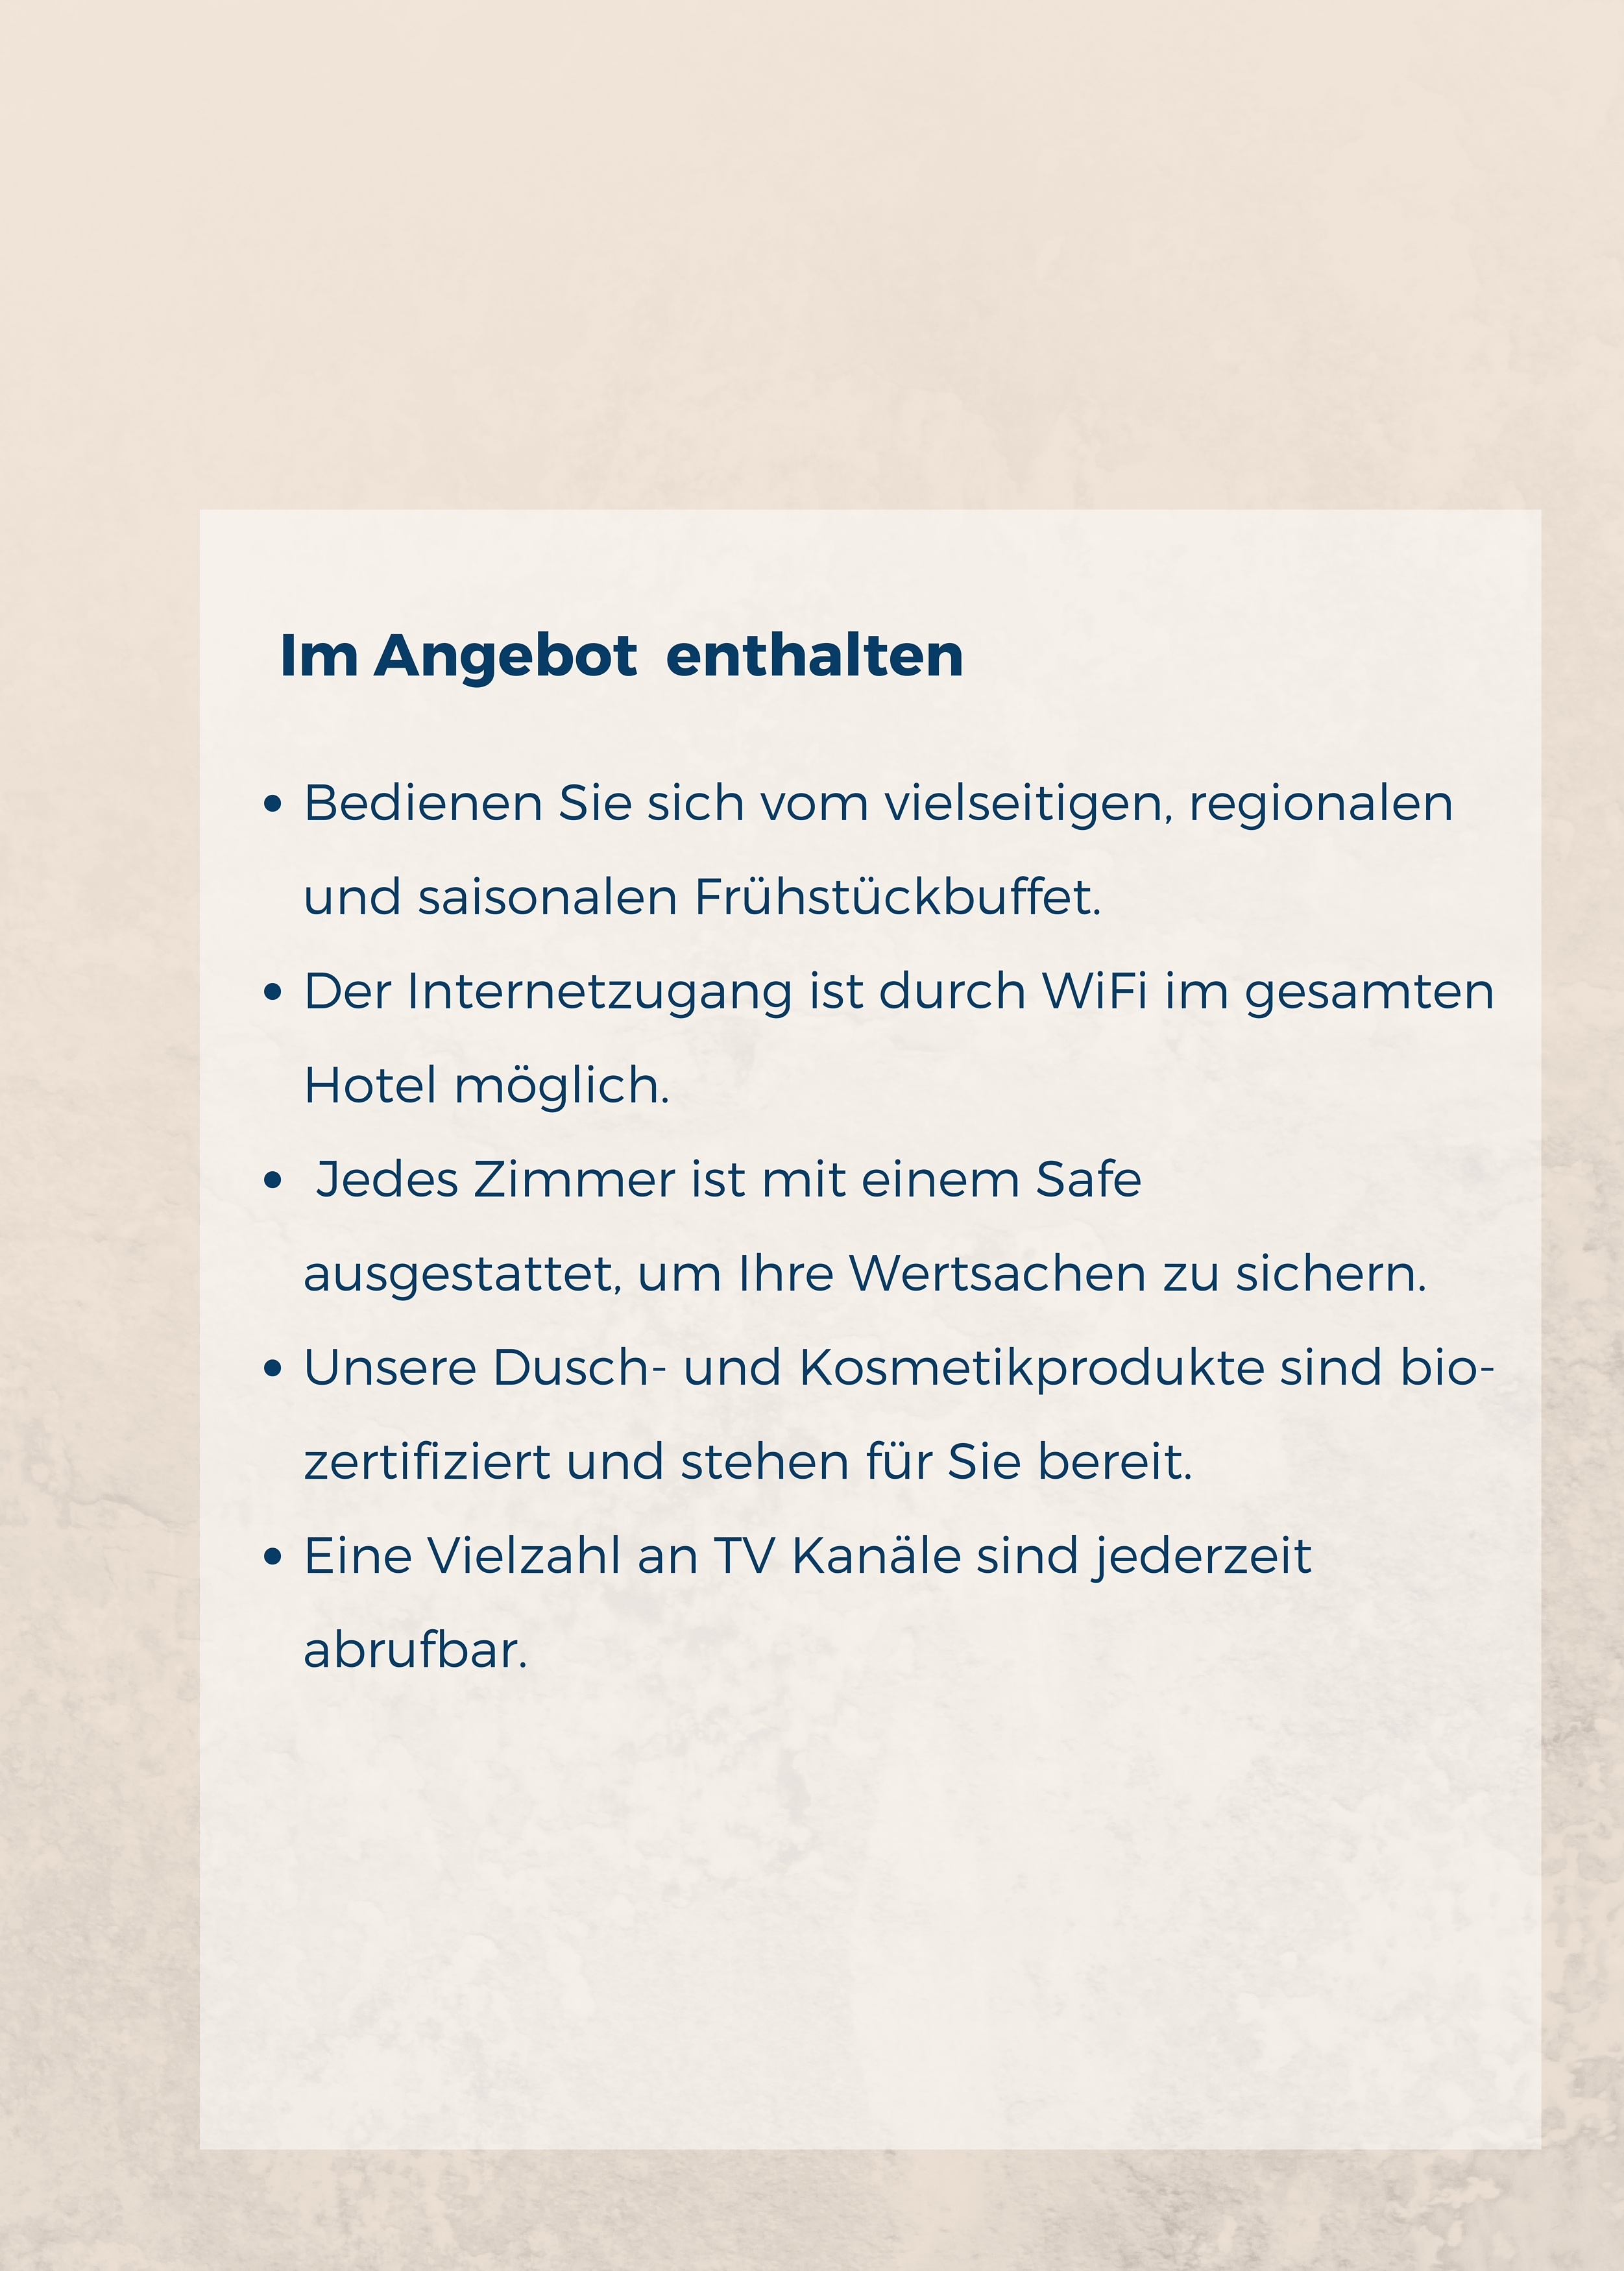 Im Angebot  enthalten
• Bedienen Sie sich vom vielseitigen, regionalen
und saisonalen Frühstückbuffet.
• Der Internetzugang ist durch WiFi im gesamten
Hotel möglich.
•  Jedes Zimmer ist mit einem Safe
ausgestattet, um Ihre Wertsachen zu sichern.
• Unsere Dusch- und Kosmetikprodukte sind bio-
zertifiziert und stehen für Sie bereit.
• Eine Vielzahl an TV Kanäle sind jederzeit
abrufbar.